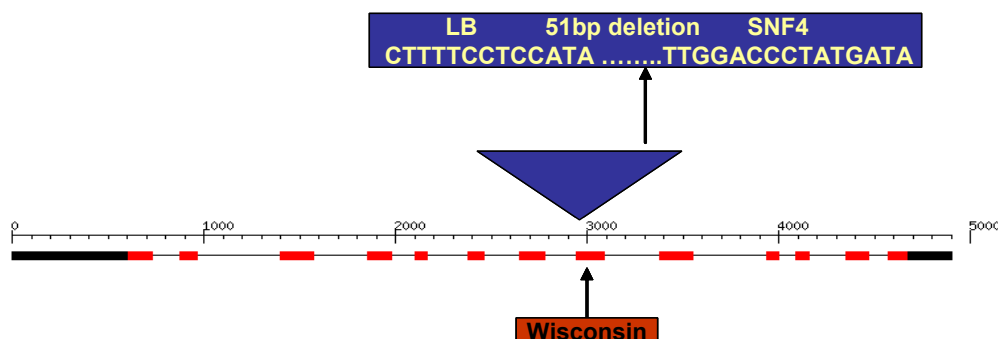 LB 51bp deletion SNF4
CTTTTCCTCCATA ........TTGGACCCTATGATA
0 1000 2000 3000 4000 5000
Wisconsin